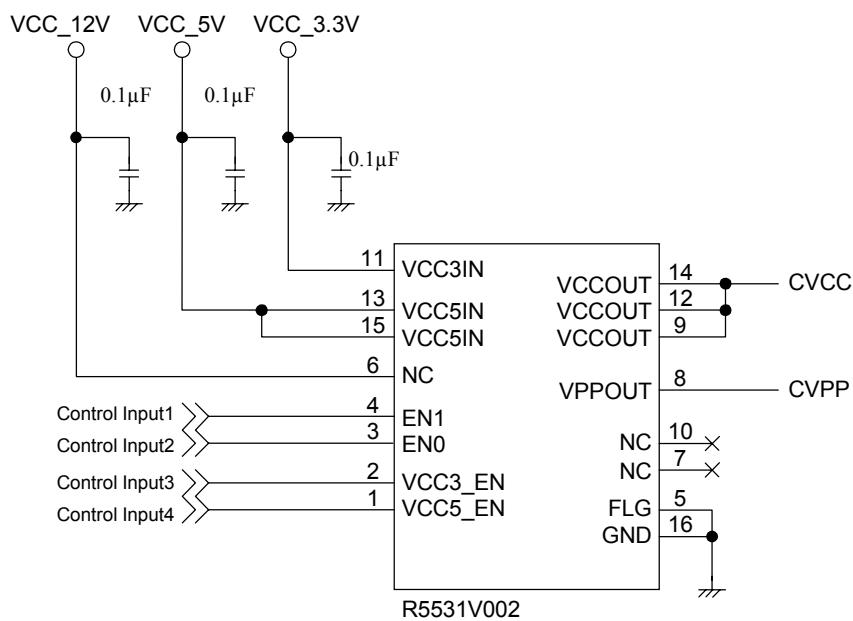 VCC_12V VCC_5V VCC_3.3V
0.1µF 0.1µF
0.1µF
11 VCC3IN
VCCOUT 14 CVCC
13 VCC5IN
VCCOUT 12
15 VCC5IN
VCCOUT 9
6 NC
VPPOUT 8 CVPP
Control Input1 4 EN1
Control Input2 3 EN0
NC 10
NC 7
Control Input3 2 VCC3_EN
Control Input4 1 VCC5_EN
FLG 5
GND 16
R5531V002